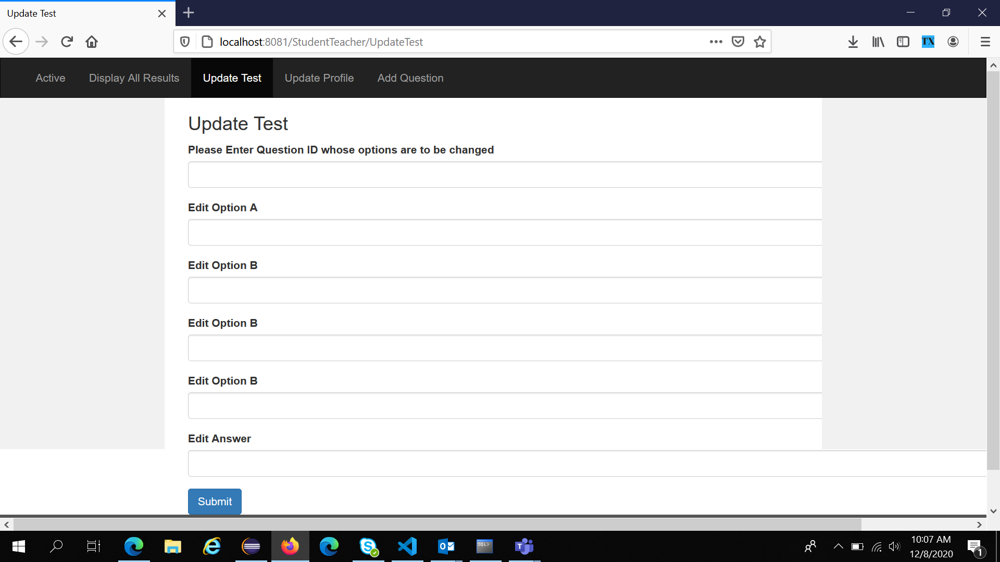 Update Test
localhost:8081/StudentTeacher/UpdateTest
TX
Active Display All Results Update Test Update Profile Add Question
Update Test
Please Enter Question ID whose options are to be changed
Edit Option A
Edit Option B
Edit Option B
Edit Option B
Edit Answer
Submit
SQL>
10:07 AM
12/8/2020
1